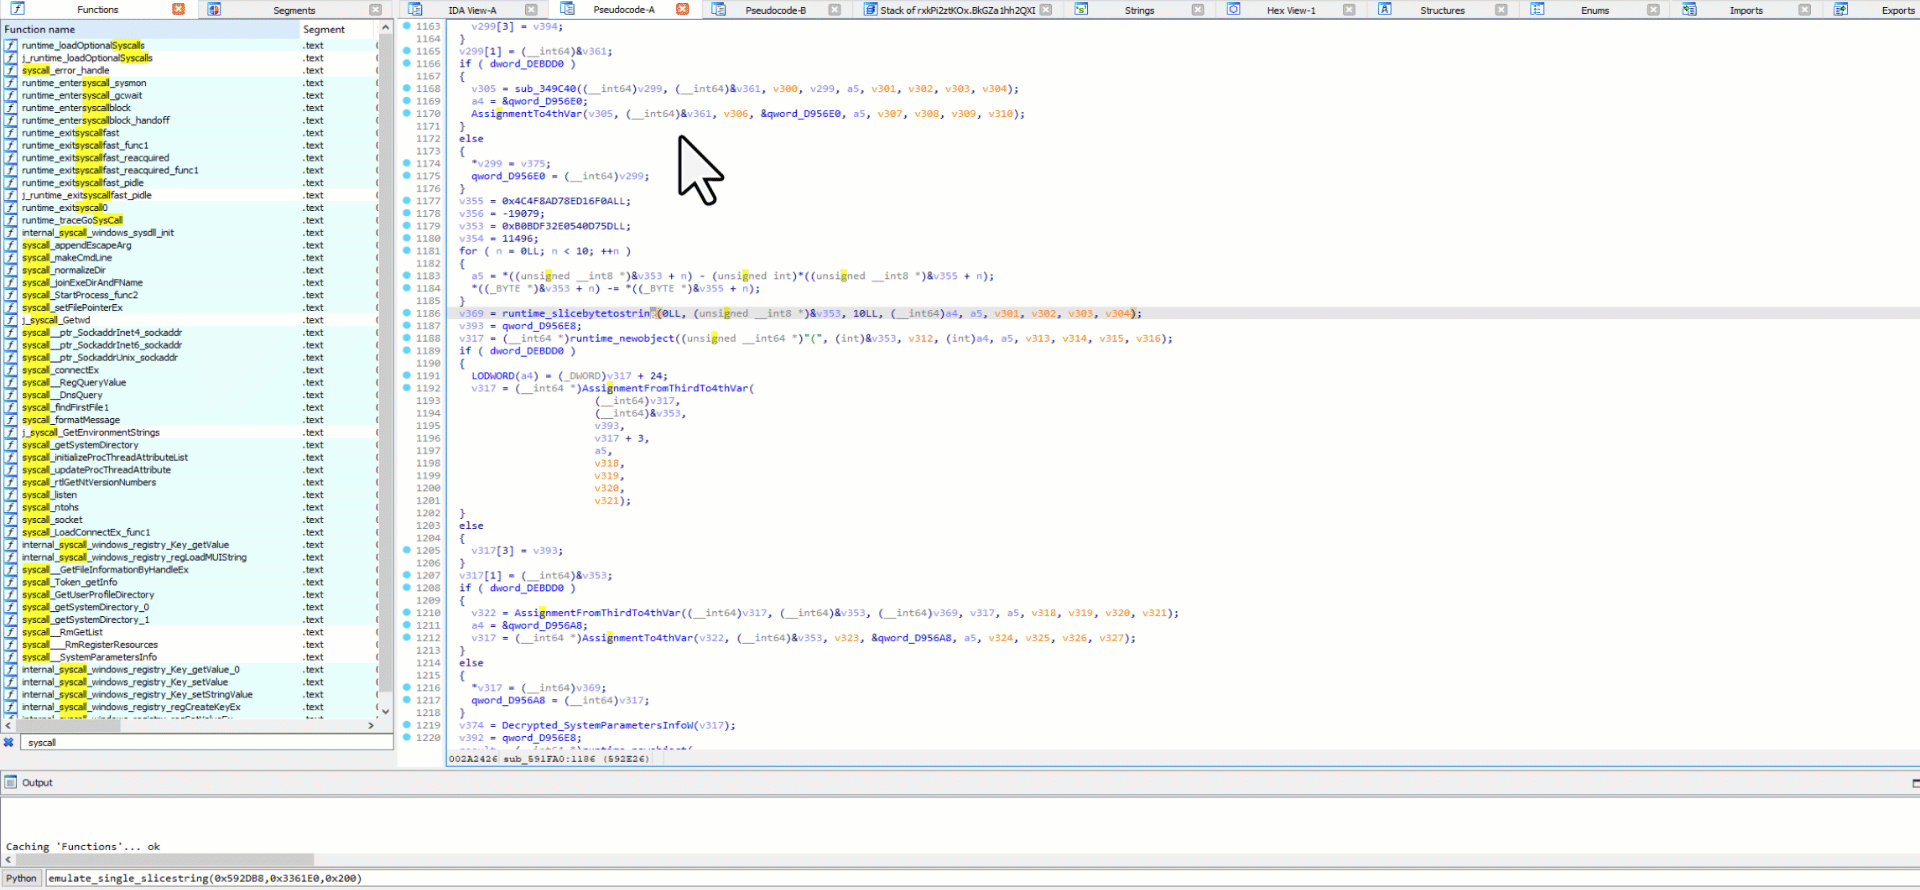 Functions Segments IDA View-A Pseudocode-A Pseudocode-B Stack of rxkPi2ztKOx.BkGZa1hh2QXI Strings Hex View-1 Structures Enums Imports Exports
Function name Segment
runtime_loadOptionalSyscalls .text
j_runtime_loadOptionalSyscalls .text
syscall_error_handle .text
runtime_entersyscall_sysmon .text
runtime_entersyscall_gcwait .text
runtime_entersyscallblock .text
runtime_entersyscallblock_handoff .text
runtime_exitsyscallfast .text
runtime_exitsyscallfast_func1 .text
runtime_exitsyscallfast_reacquired .text
runtime_exitsyscallfast_reacquired_func1 .text
runtime_exitsyscallfast_pidle .text
j_runtime_exitsyscallfast_pidle .text
runtime_exitsyscall0 .text
runtime_traceGoSysCall .text
internal_syscall_windows_sysdll_init .text
syscall_appendEscapeArg .text
syscall_makeCmdLine .text
syscall_normalizeDir .text
syscall_joinExeDirAndFName .text
syscall_StartProcess_func2 .text
syscall_setFilePointerEx .text
j_syscall_Getwd .text
syscall__ptr_SockaddrInet4_sockaddr .text
syscall__ptr_SockaddrInet6_sockaddr .text
syscall__ptr_SockaddrUnix_sockaddr .text
syscall_connectEx .text
syscall__RegQueryValue .text
syscall__DnsQuery .text
syscall_findFirstFile1 .text
syscall_formatMessage .text
j_syscall_GetEnvironmentStrings .text
syscall_getSystemDirectory .text
syscall_initializeProcThreadAttributeList .text
syscall_updateProcThreadAttribute .text
syscall_rtlGetNtVersionNumbers .text
syscall_listen .text
syscall_ntohs .text
syscall_socket .text
syscall_LoadConnectEx_func1 .text
internal_syscall_windows_registry_Key_getValue .text
internal_syscall_windows_registry_regLoadMUIString .text
syscall__GetFileInformationByHandleEx .text
syscall_Token_getInfo .text
syscall_GetUserProfileDirectory .text
syscall_getSystemDirectory_0 .text
syscall_getSystemDirectory_1 .text
syscall__RmGetList .text
syscall___RmRegisterResources .text
syscall__SystemParametersInfo .text
internal_syscall_windows_registry_Key_getValue_0 .text
internal_syscall_windows_registry_Key_setValue .text
internal_syscall_windows_registry_Key_setStringValue .text
internal_syscall_windows_registry_regCreateKeyEx .text
syscall
1163 v299[3] = v394;
1164 }
1165 v299[1] = (__int64)&v361;
1166 if ( dword_DEBDD0 )
1167 {
1168 v305 = sub_349C40((__int64)v299, (__int64)&v361, v300, v299, a5, v301, v302, v303, v304);
1169 a4 = &qword_D956E0;
1170 AssignmentTo4thVar(v305, (__int64)&v361, v306, &qword_D956E0, a5, v307, v308, v309, v310);
1171 }
1172 else
1173 {
1174 *v299 = v375;
1175 qword_D956E0 = (__int64)v299;
1176 }
1177 v355 = 0x4C4F8AD78ED16F0ALL;
1178 v356 = -19079;
1179 v353 = 0xB0BDF32E0540D75DLL;
1180 v354 = 11496;
1181 for ( n = 0LL; n < 10; ++n )
1182 {
1183 a5 = *((unsigned __int8 *)&v353 + n) - (unsigned int)*((unsigned __int8 *)&v355 + n);
1184 *((_BYTE *)&v353 + n) -= *((_BYTE *)&v355 + n);
1185 }
1186 v369 = runtime_slicebytetostrin (0LL, (unsigned __int8 *)&v353, 10LL, (__int64)a4, a5, v301, v302, v303, v304);
1187 v393 = qword_D956E8;
1188 v317 = (__int64 *)runtime_newobject((unsigned __int64 *)"(", (int)&v353, v312, (int)a4, a5, v313, v314, v315, v316);
1189 if ( dword_DEBDD0 )
1190 {
1191 LODWORD(a4) = (_DWORD)v317 + 24;
1192 v317 = (__int64 *)AssignmentFromThirdTo4thVar(
1193 (__int64)v317,
1194 (__int64)&v353,
1195 v393,
1196 v317 + 3,
1197 a5,
1198 v318,
1199 v319,
1200 v320,
1201 v321);
1202 }
1203 else
1204 {
1205 v317[3] = v393;
1206 }
1207 v317[1] = (__int64)&v353;
1208 if ( dword_DEBDD0 )
1209 {
1210 v322 = AssignmentFromThirdTo4thVar((__int64)v317, (__int64)&v353, (__int64)v369, v317, a5, v318, v319, v320, v321);
1211 a4 = &qword_D956A8;
1212 v317 = (__int64 *)AssignmentTo4thVar(v322, (__int64)&v353, v323, &qword_D956A8, a5, v324, v325, v326, v327);
1213 }
1214 else
1215 {
1216 *v317 = (__int64)v369;
1217 qword_D956A8 = (__int64)v317;
1218 }
1219 v374 = Decrypted_SystemParametersInfoW(v317);
1220 v392 = qword_D956E8;
002A2426 sub_591FA0:1186 (592E26)
Output
Caching 'Functions'... ok
Python emulate_single_slicestring(0x592DB8,0x3361E0,0x200)